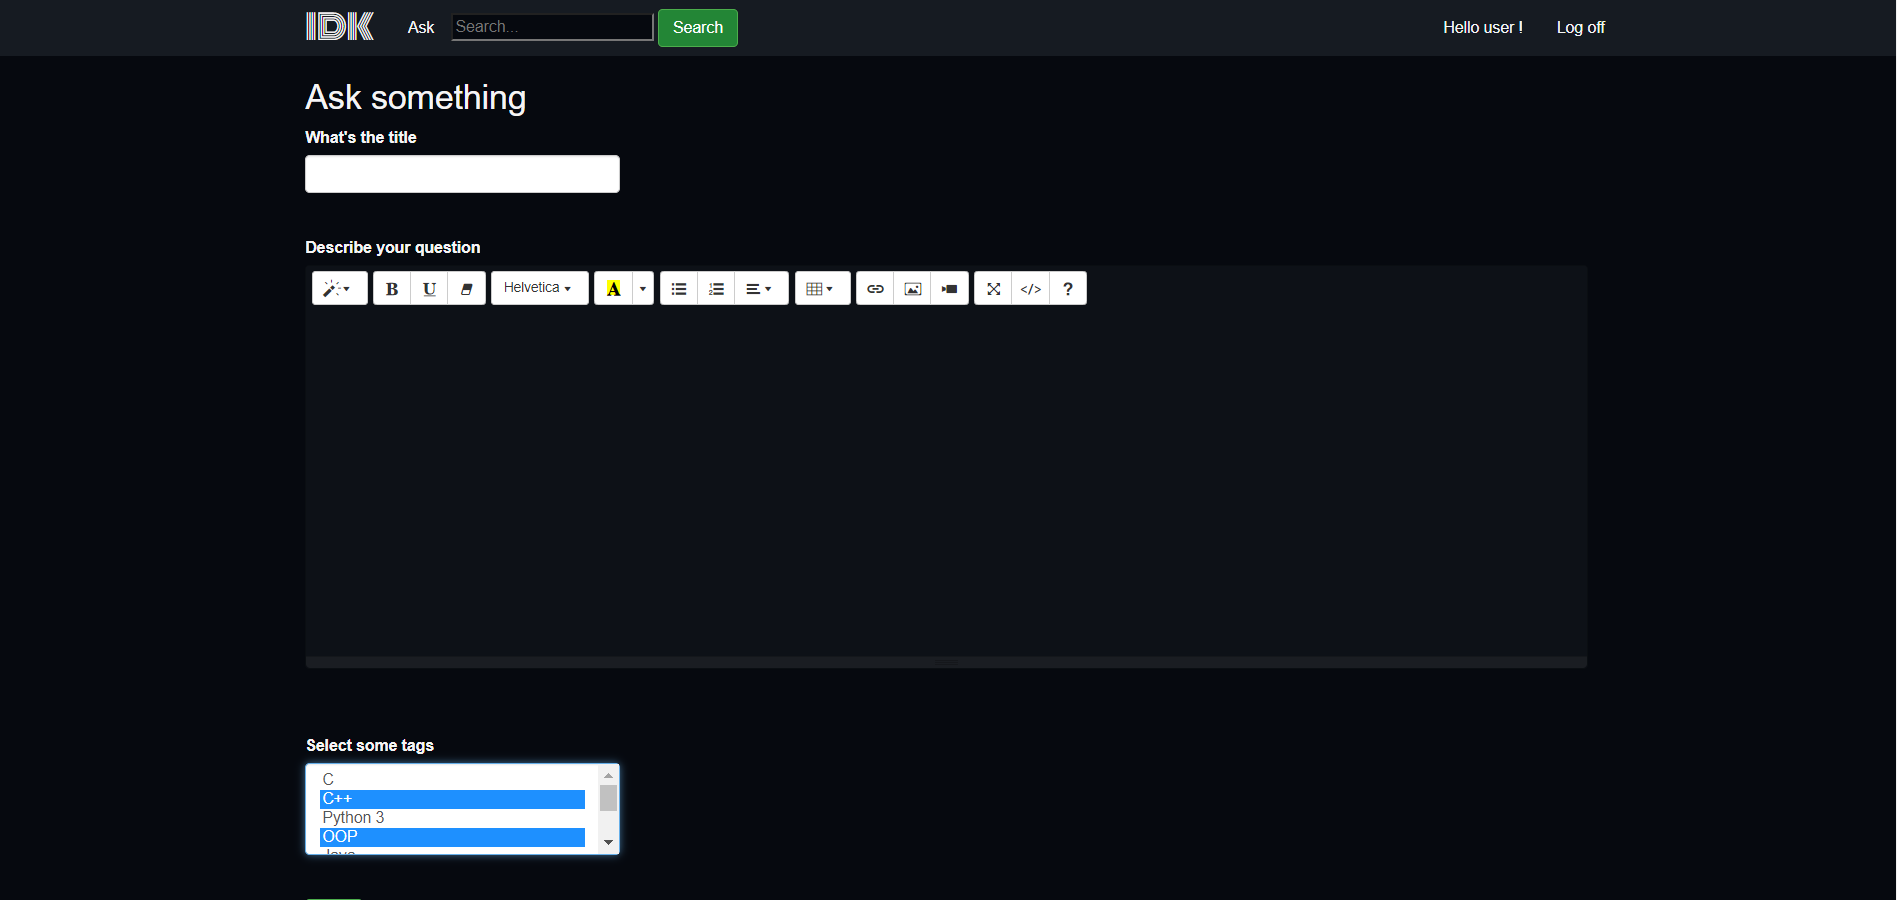 IDK Ask Search... Search Hello user ! Log off
Ask something
What's the title
Describe your question
B U Helvetica A </> ?
Select some tags
C
C++
Python 3
OOP
Java